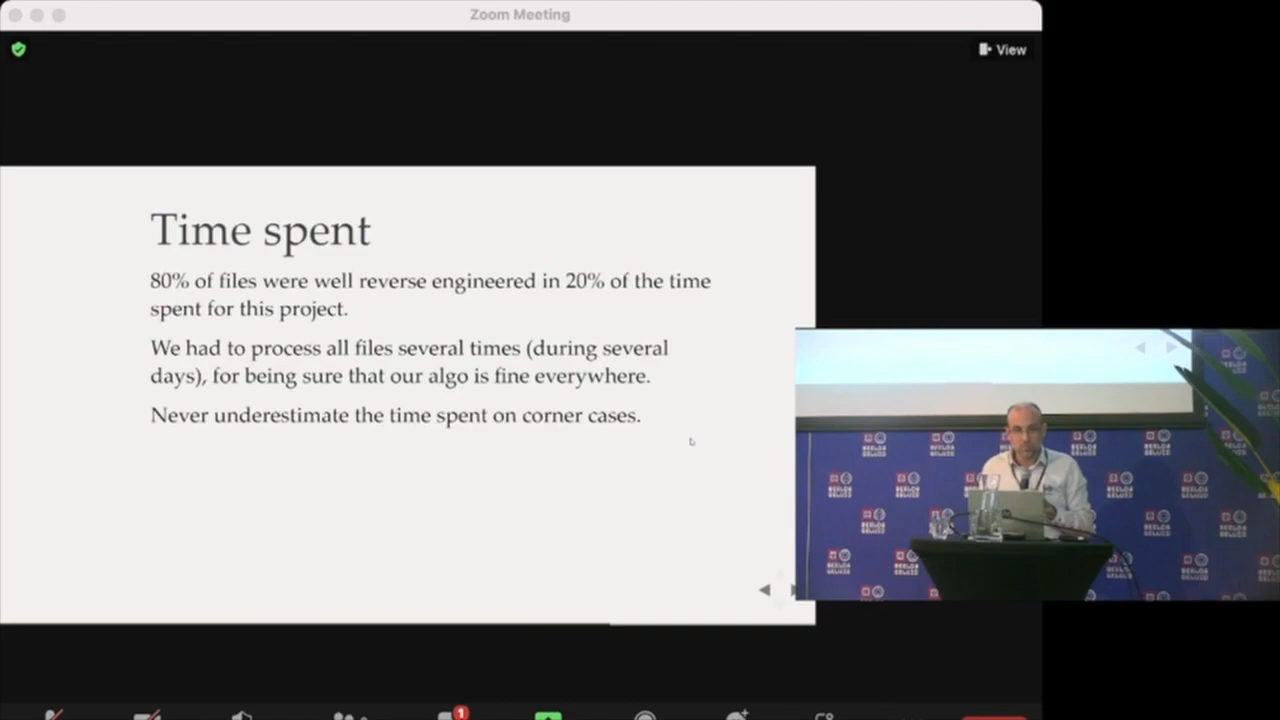 Zoom Meeting
View
Time spent
80% of files were well reverse engineered in 20% of the time
spent for this project.
We had to process all files several times (during several
days), for being sure that our algo is fine everywhere.
Never underestimate the time spent on corner cases.
1